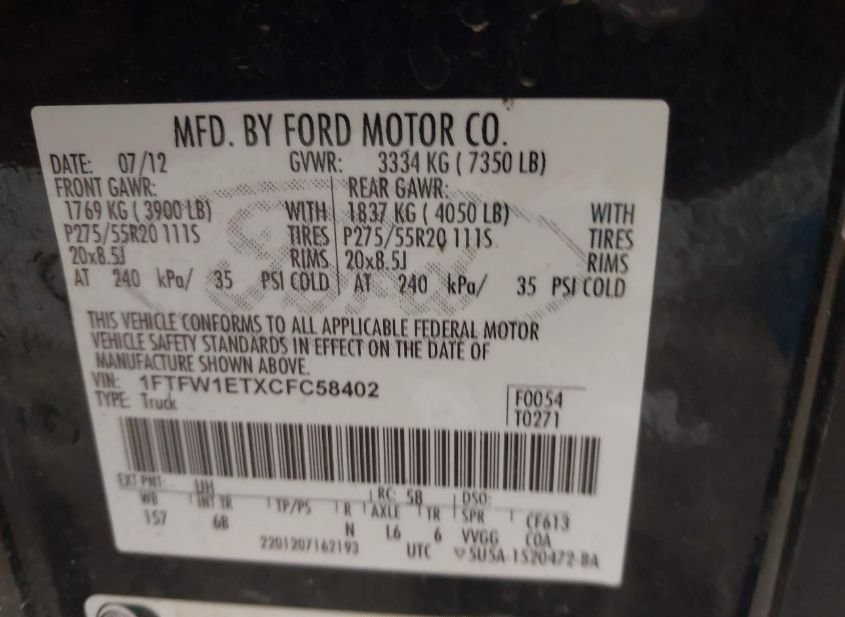 MFD. BY FORD MOTOR CO.
DATE: 07/12 GVWR: 3334 KG ( 7350 LB)
FRONT GAWR: REAR GAWR:
1769 KG ( 3900 LB) WITH 1837 KG ( 4050 LB) WITH
P275/55R20 111S TIRES P275/55R20 111S TIRES
20x8.5J RIMS 20x8.5J RIMS
AT 240 kPa/ 35 PSI COLD AT 240 kPa/ 35 PSI COLD
THIS VEHICLE CONFORMS TO ALL APPLICABLE FEDERAL MOTOR
VEHICLE SAFETY STANDARDS IN EFFECT ON THE DATE OF
MANUFACTURE SHOWN ABOVE.
VIN: 1FTFW1ETXCFC58402
TYPE: Truck
F0054
T0271
EXT PNT: UH RC: 58 DSO:
WB INT TR TP/PS R AXLE TR SPR CF613
157 GB N L6 6 VVGG COA
2201207162193 UTC ▽5U5A-1520472-BA